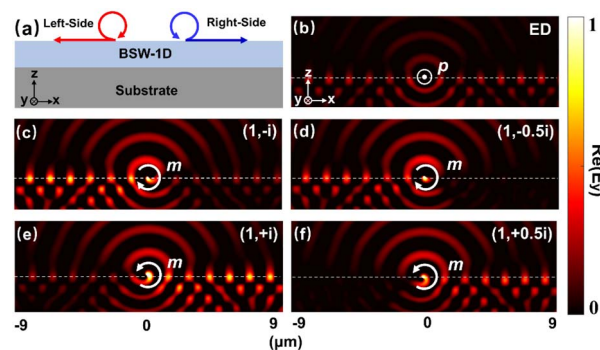 (a) Left-Side Right-Side
BSW-1D
Substrate
z
y x
(b) ED
p
(c) (1,-i)
m
(d) (1,-0.5i)
m
(e) (1,+i)
m
(f) (1,+0.5i)
m
-9 0 9 -9 0 9
(μm)
1
Re(Ey)
0